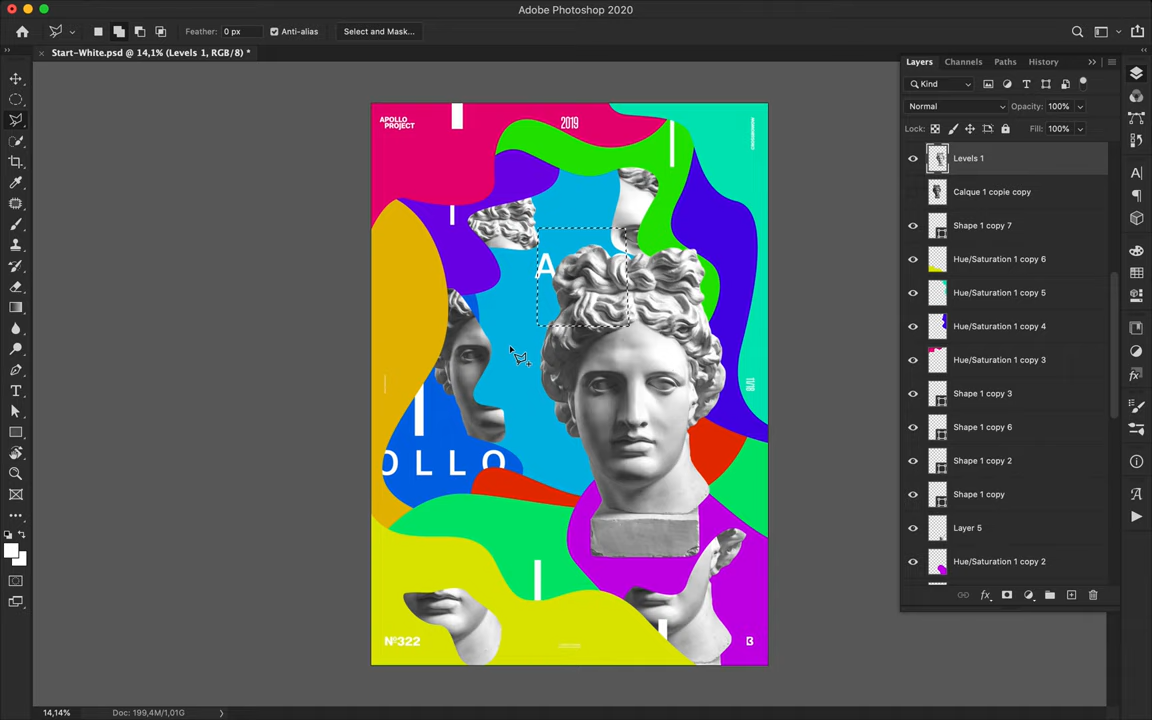 Adobe Photoshop 2020
Feather: 0 px
Anti-alias
Select and Mask...
Start-White.psd @ 14,1% (Levels 1, RGB/8) *
Layers
Channels
Paths
History
Kind
Normal
Opacity: 100%
Lock:
Fill: 100%
Levels 1
Calque 1 copie copy
Shape 1 copy 7
Hue/Saturation 1 copy 6
Hue/Saturation 1 copy 5
Hue/Saturation 1 copy 4
Hue/Saturation 1 copy 3
Shape 1 copy 3
Shape 1 copy 6
Shape 1 copy 2
Shape 1 copy
Layer 5
Hue/Saturation 1 copy 2
APOLLO
PROJECT
2019
A
OLLO
11/10
Nº322
14,14%
Doc: 199,4M/1,01G